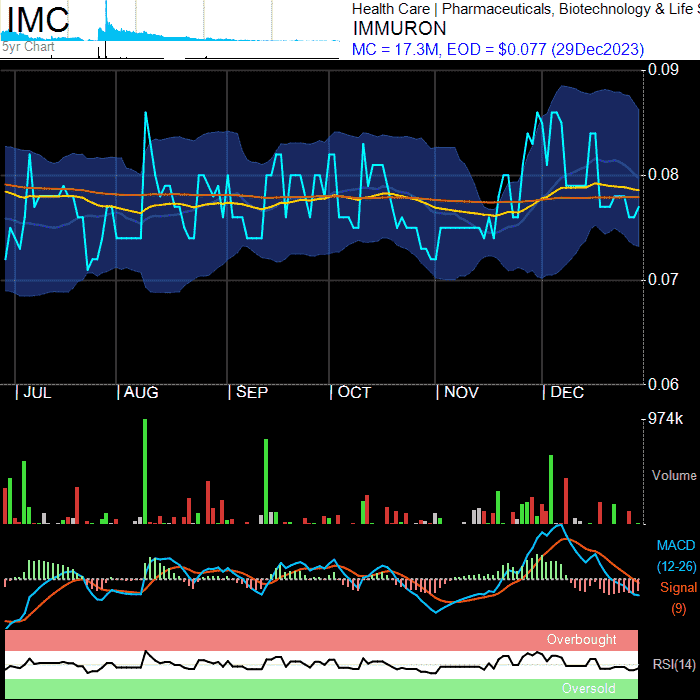 IMC
5yr Chart
Health Care | Pharmaceuticals, Biotechnology & Life S
IMMURON
MC = 17.3M, EOD = $0.077 (29Dec2023)
0.09
0.08
0.07
0.06
| JUL | AUG | SEP | OCT | NOV | DEC
974k
Volume
MACD
(12-26)
Signal
(9)
Overbought
RSI(14)
Oversold